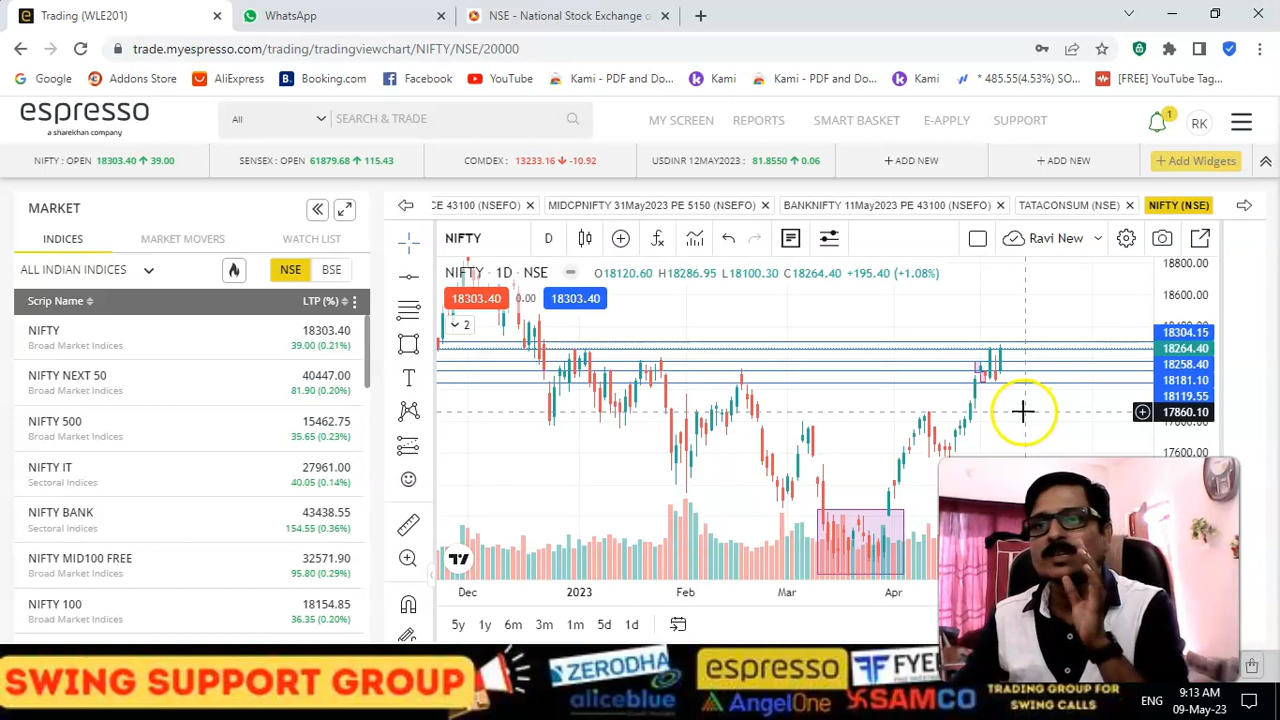 Trading (WLE201)
WhatsApp
NSE - National Stock Exchange o
trade.myespresso.com/trading/tradingviewchart/NIFTY/NSE/20000
Google
Addons Store
AliExpress
Booking.com
Facebook
YouTube
Kami - PDF and Do...
Kami
Kami - PDF and Do...
Kami
* 485.55(4.53%) SO...
[FREE] YouTube Tag...
espresso
a sharekhan company
All
SEARCH & TRADE
MY SCREEN
REPORTS
SMART BASKET
E-APPLY
SUPPORT
1
RK
NIFTY : OPEN 18303.40 39.00
SENSEX : OPEN 61879.68 115.43
COMDEX : 13233.16 -10.92
USDINR 12MAY2023 : 81.8550 0.06
+ ADD NEW
+ ADD NEW
+ Add Widgets
MARKET
INDICES
MARKET MOVERS
WATCH LIST
ALL INDIAN INDICES
NSE
BSE
Scrip Name
LTP (%)
NIFTY 18303.40
Broad Market Indices 39.00 (0.21%)
NIFTY NEXT 50 40447.00
Broad Market Indices 81.90 (0.20%)
NIFTY 500 15462.75
Broad Market Indices 35.65 (0.23%)
NIFTY IT 27961.00
Sectoral Indices 40.05 (0.14%)
NIFTY BANK 43438.55
Sectoral Indices 154.55 (0.36%)
NIFTY MID100 FREE 32571.90
Broad Market Indices 95.80 (0.29%)
NIFTY 100 18154.85
Broad Market Indices 36.35 (0.20%)
CE 43100 (NSEFO)
MIDCPNIFTY 31May2023 PE 5150 (NSEFO)
BANKNIFTY 11May2023 PE 43100 (NSEFO)
TATACONSUM (NSE)
NIFTY (NSE)
NIFTY
D
Ravi New
NIFTY · 1D · NSE
O18120.60 H18286.95 L18100.30 C18264.40 +195.40 (+1.08%)
18303.40 0.00 18303.40
2
18800.00
18600.00
18304.15
18264.40
18258.40
18181.10
18119.55
17860.10
17600.00
Dec
2023
Feb
Mar
Apr
5y
1y
6m
3m
1m
5d
1d
SWING SUPPORT GROUP
ZERODHA
aliceblue
espresso
AngelOne
FYE
SAMCO
TRADING GROUP FOR
SWING CALLS
ENG
9:13 AM
09-May-23